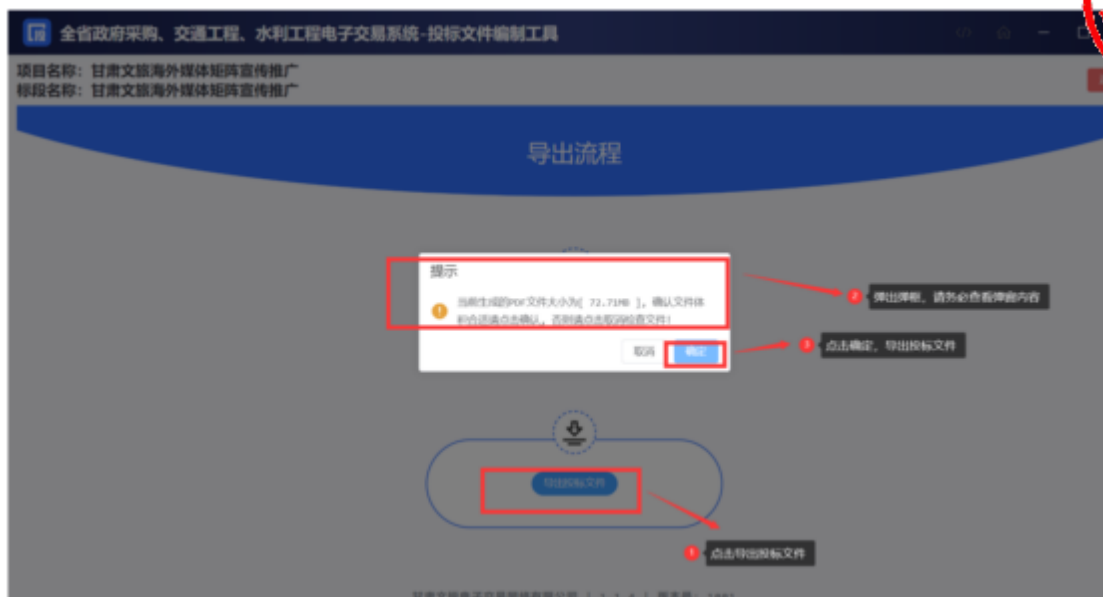 全省政府采购、交通工程、水利工程电子交易系统-投标文件编制工具
项目名称：甘肃文旅海外媒体矩阵宣传推广
标段名称：甘肃文旅海外媒体矩阵宣传推广
导出流程
提示
当前生成的PDF文件大小为[ 72.71MB ]，确认文件体
积合适请点击确认，否则请点击取消检查文件！
2 弹出弹框，请务必查看弹窗内容
取消 确定
3 点击确定，导出投标文件
导出投标文件
1 点击导出投标文件